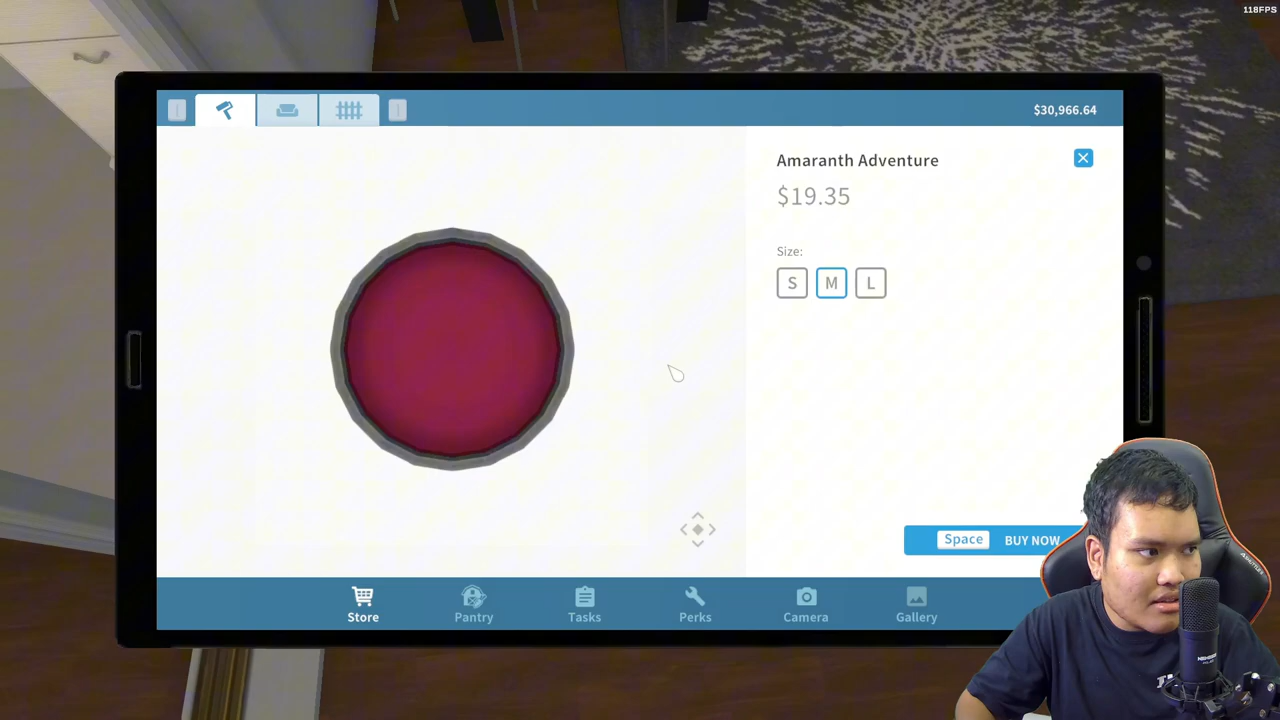 118FPS
$30,966.64
Amaranth Adventure
$19.35
Size:
S M L
Space BUY NOW
Store Pantry Tasks Perks Camera Gallery